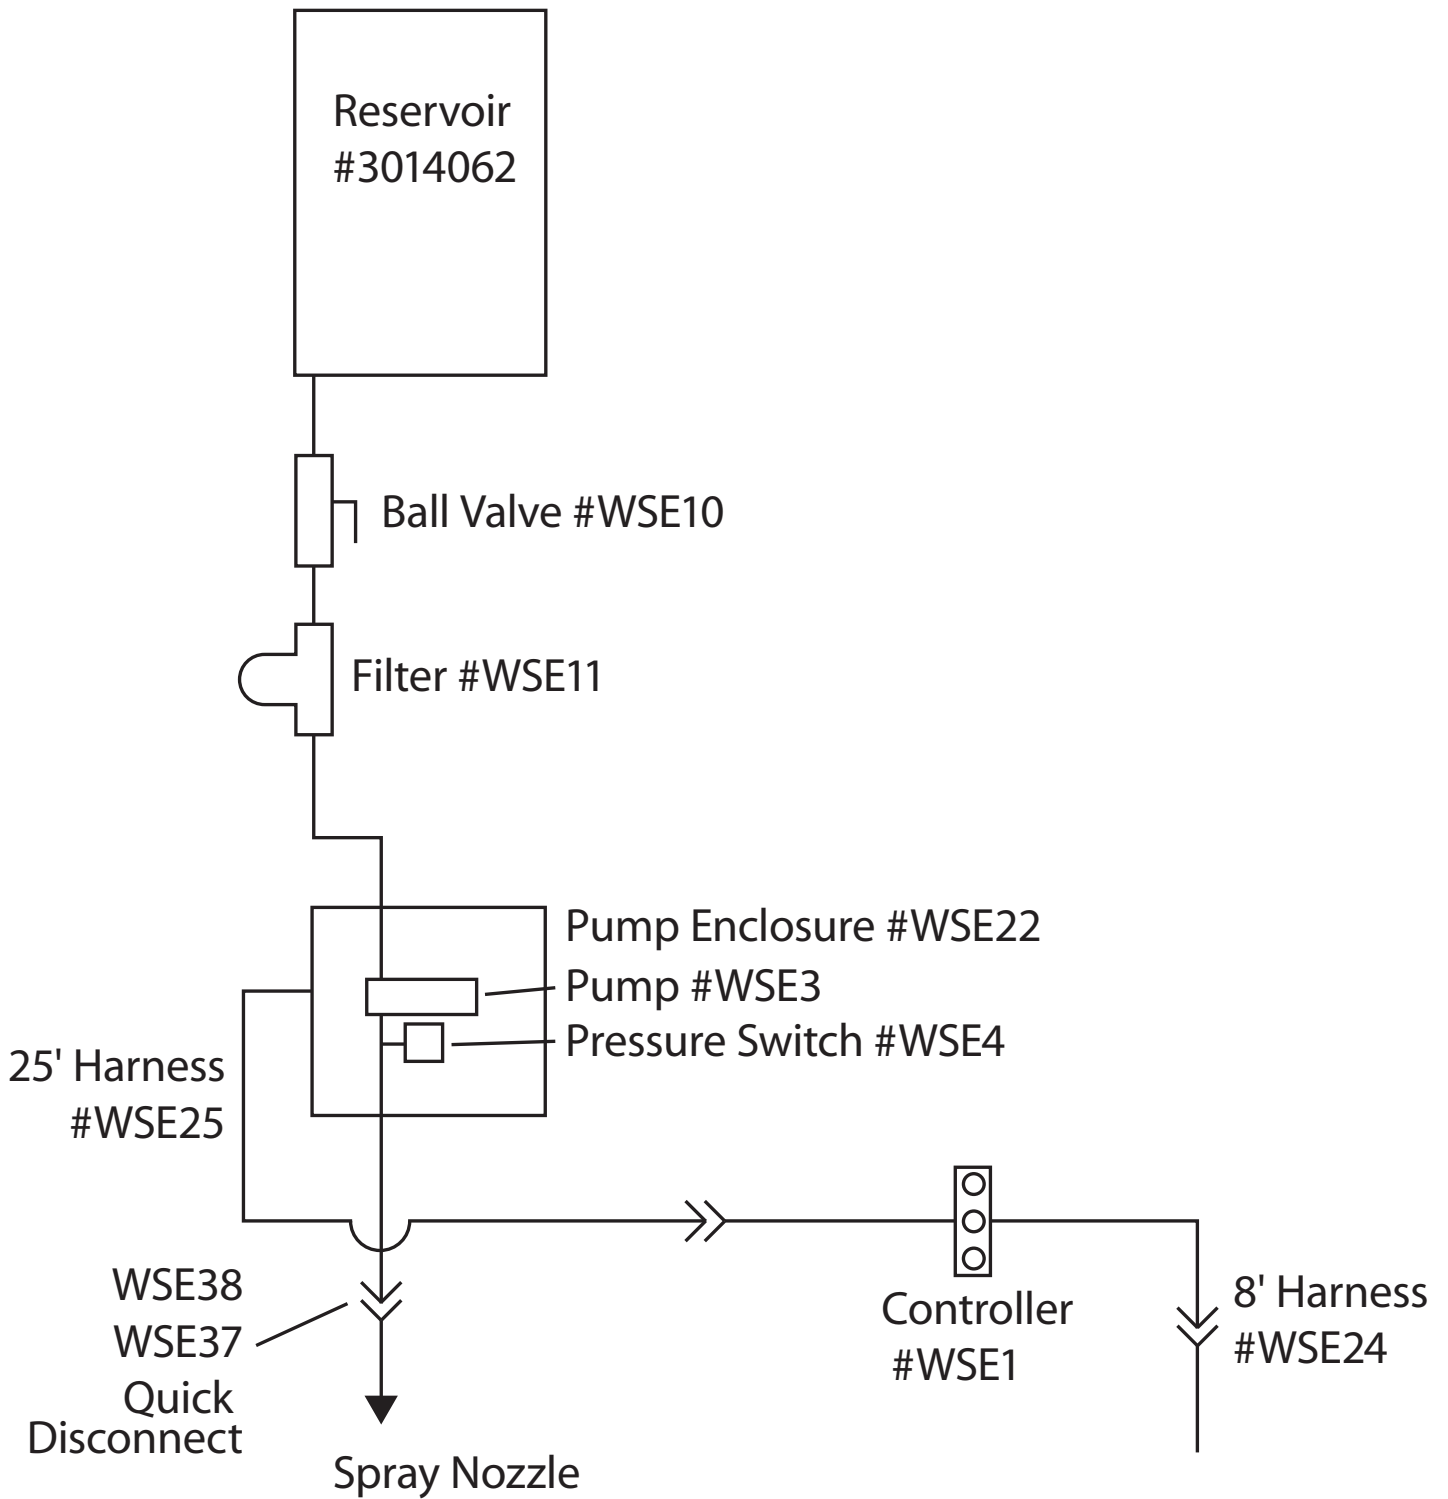 Reservoir
#3014062
Ball Valve #WSE10
Filter #WSE11
Pump Enclosure #WSE22
Pump #WSE3
Pressure Switch #WSE4
25' Harness
#WSE25
WSE38
WSE37
Quick
Disconnect
Spray Nozzle
Controller
#WSE1
8' Harness
#WSE24